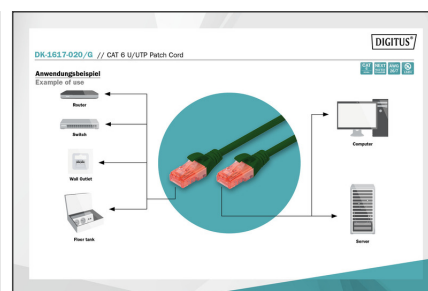 DIGITUS®
DK-1617-020/G // CAT 6 U/UTP Patch Cord
Anwendungsbeispiel
Example of use
Router
Switch
Wall Outlet
Floor tank
Computer
Server